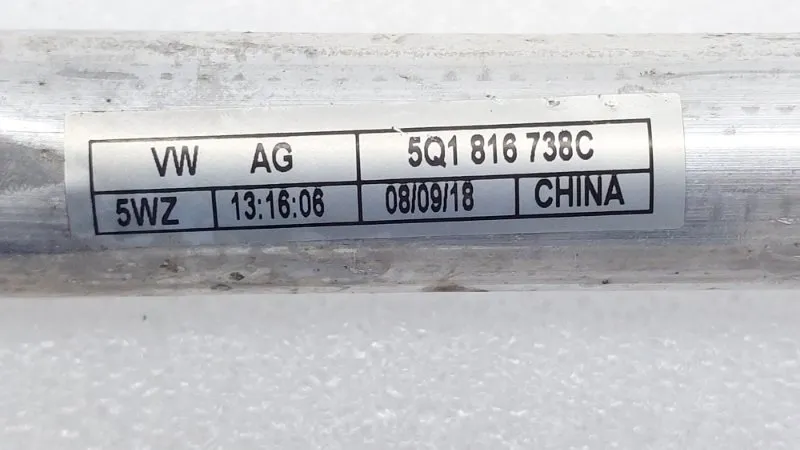 VW AG 5Q1 816 738C
5WZ 13:16:06 08/09/18 CHINA